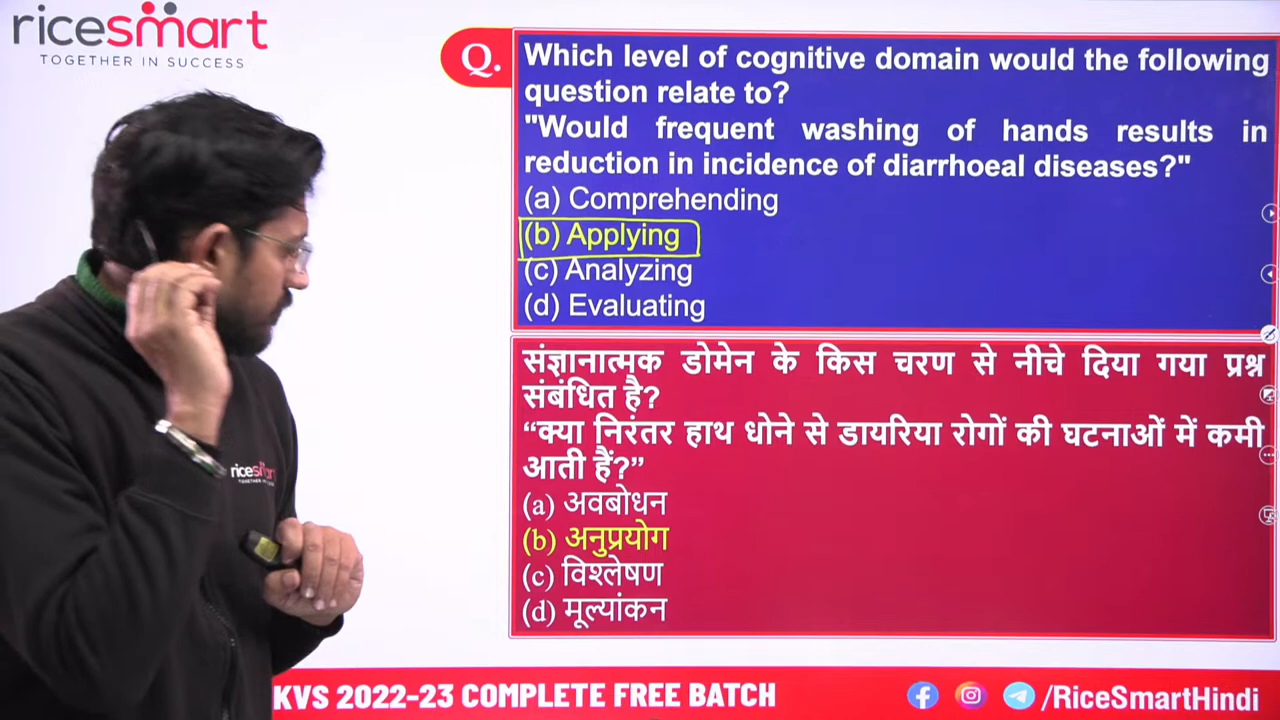 ricesmart
TOGETHER IN SUCCESS
Q.
Which level of cognitive domain would the following
question relate to?
"Would frequent washing of hands results in
reduction in incidence of diarrhoeal diseases?"
(a) Comprehending
(b) Applying
(c) Analyzing
(d) Evaluating
संज्ञानात्मक डोमेन के किस चरण से नीचे दिया गया प्रश्न
संबंधित है?
“क्या निरंतर हाथ धोने से डायरिया रोगों की घटनाओं में कमी
आती हैं?”
(a) अवबोधन
(b) अनुप्रयोग
(c) विश्लेषण
(d) मूल्यांकन
ricesmart
KVS 2022-23 COMPLETE FREE BATCH
/RiceSmartHindi